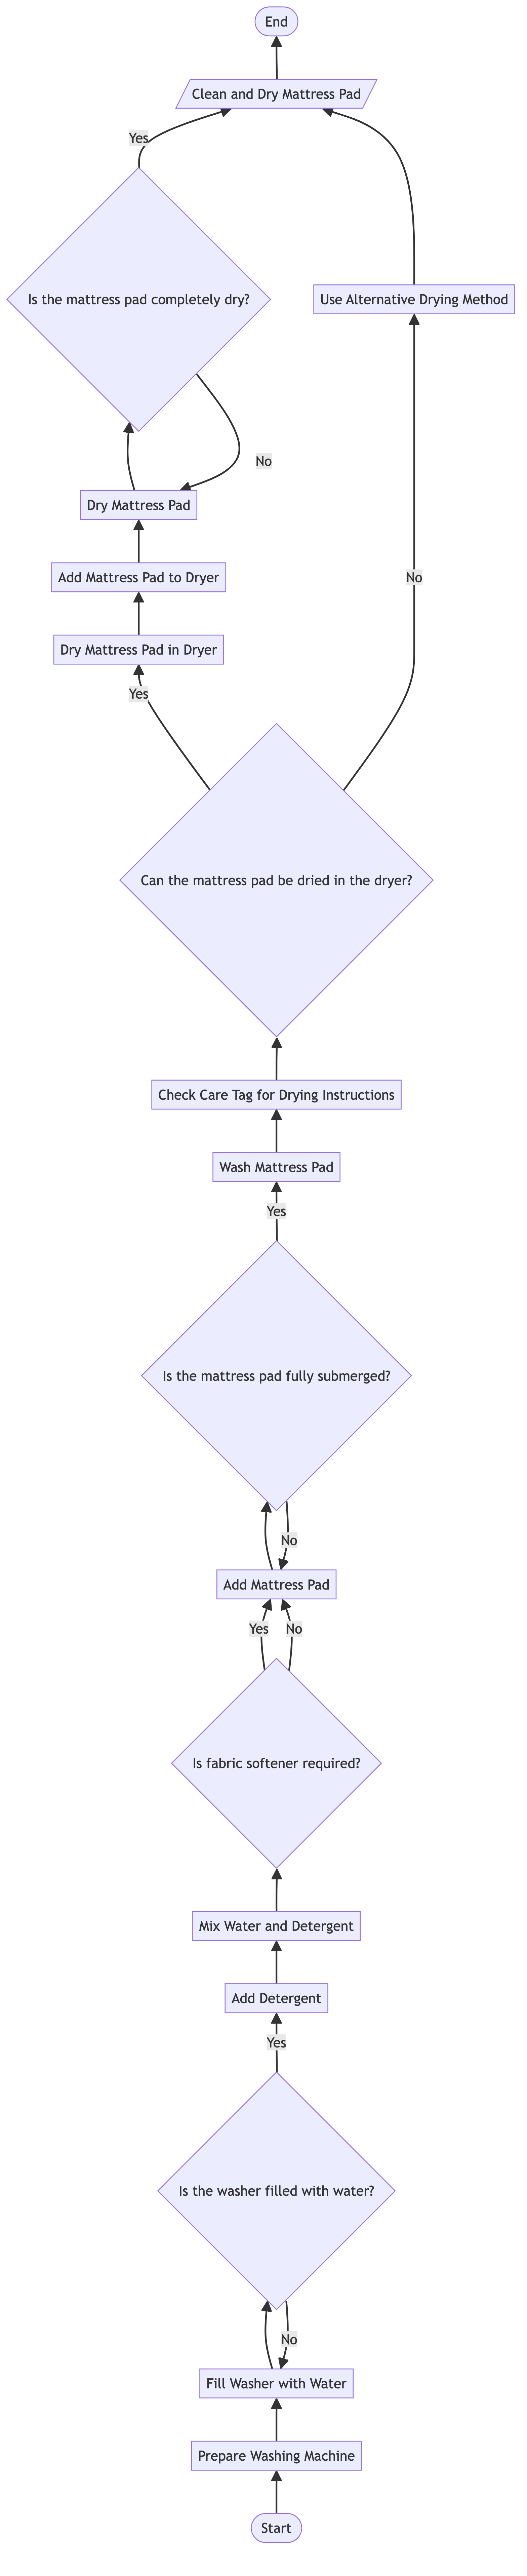 End
Clean and Dry Mattress Pad
Yes
Is the mattress pad completely dry?
Use Alternative Drying Method
No
Dry Mattress Pad
Add Mattress Pad to Dryer
No
Dry Mattress Pad in Dryer
Yes
Can the mattress pad be dried in the dryer?
Check Care Tag for Drying Instructions
Wash Mattress Pad
Yes
Is the mattress pad fully submerged?
No
Add Mattress Pad
Yes
No
Is fabric softener required?
Mix Water and Detergent
Add Detergent
Yes
Is the washer filled with water?
No
Fill Washer with Water
Prepare Washing Machine
Start